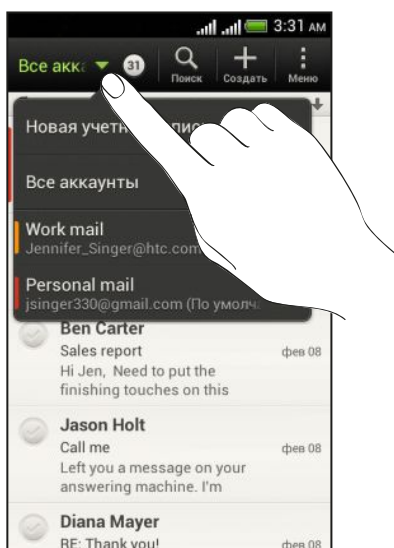 3:31 AM
Все акка
31
Поиск
Создать
Меню
Новая
Все аккаунты
Work mail
Jennifer_Singer@htc.com
Personal mail
jsinger330@gmail.com (По умолча
Ben Carter
Sales report фев 08
Hi Jen, Need to put the
finishing touches on this
Jason Holt
Call me фев 08
Left you a message on your
answering machine. I'm
Diana Mayer
RE: Thank you! фев 08